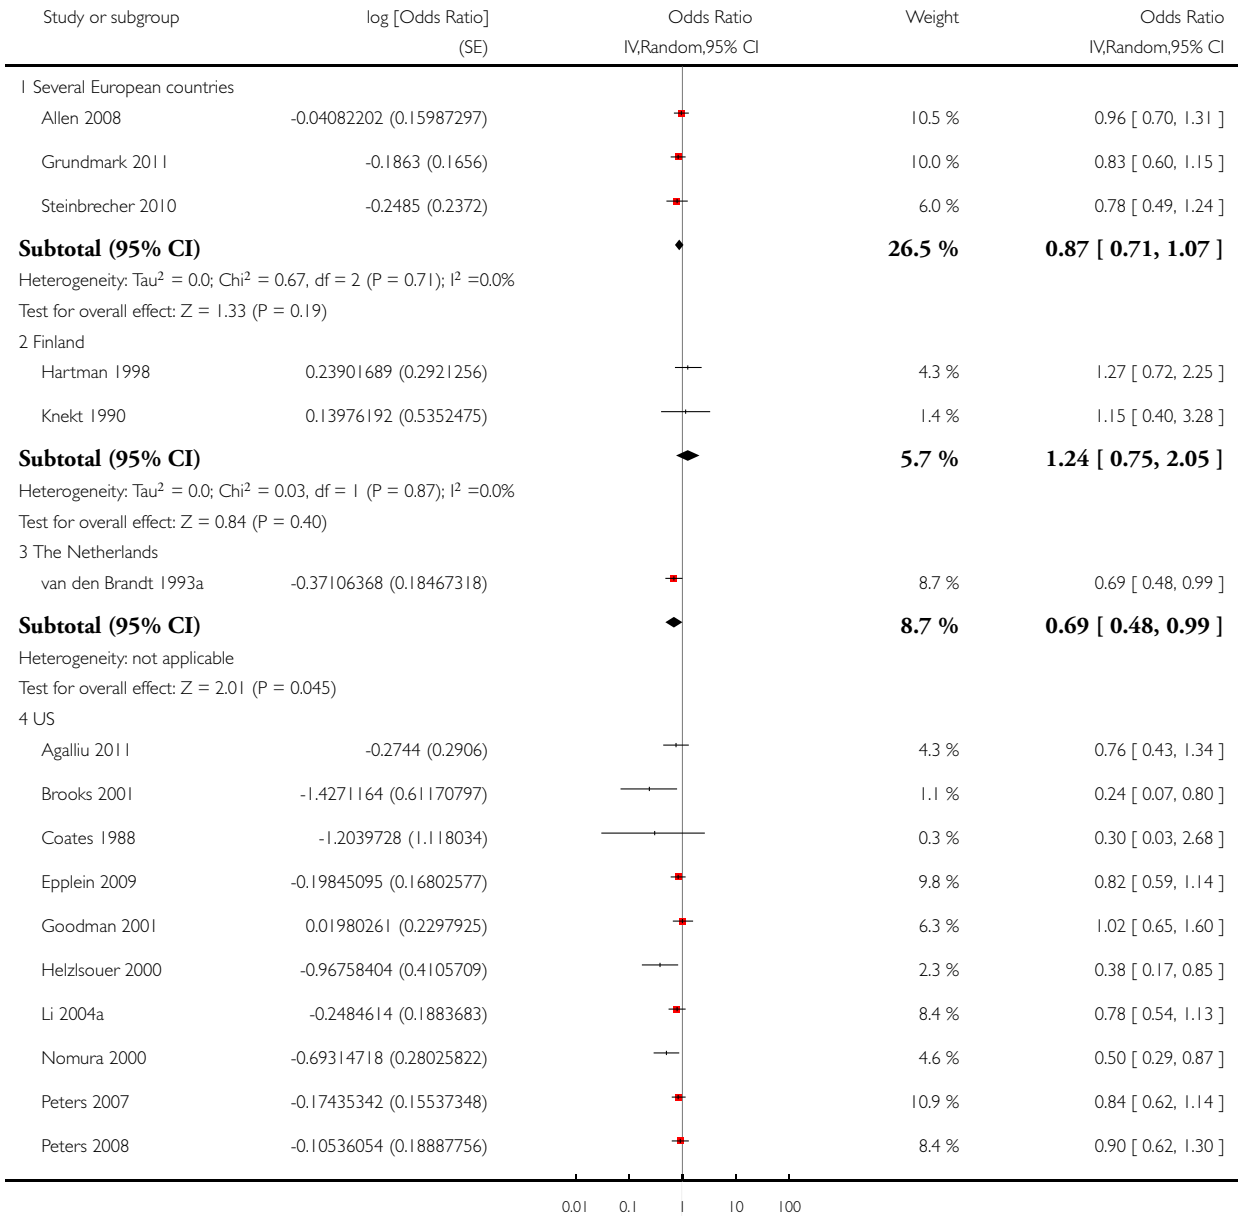 Study or subgroup log [Odds Ratio] Odds Ratio Weight Odds Ratio
(SE) IV,Random,95% CI IV,Random,95% CI
1 Several European countries
Allen 2008 -0.04082202 (0.15987297) 10.5 % 0.96 [ 0.70, 1.31 ]
Grundmark 2011 -0.1863 (0.1656) 10.0 % 0.83 [ 0.60, 1.15 ]
Steinbrecher 2010 -0.2485 (0.2372) 6.0 % 0.78 [ 0.49, 1.24 ]
Subtotal (95% CI) 26.5 % 0.87 [ 0.71, 1.07 ]
Heterogeneity: Tau² = 0.0; Chi² = 0.67, df = 2 (P = 0.71); I² =0.0%
Test for overall effect: Z = 1.33 (P = 0.19)
2 Finland
Hartman 1998 0.23901689 (0.2921256) 4.3 % 1.27 [ 0.72, 2.25 ]
Knekt 1990 0.13976192 (0.5352475) 1.4 % 1.15 [ 0.40, 3.28 ]
Subtotal (95% CI) 5.7 % 1.24 [ 0.75, 2.05 ]
Heterogeneity: Tau² = 0.0; Chi² = 0.03, df = 1 (P = 0.87); I² =0.0%
Test for overall effect: Z = 0.84 (P = 0.40)
3 The Netherlands
van den Brandt 1993a -0.37106368 (0.18467318) 8.7 % 0.69 [ 0.48, 0.99 ]
Subtotal (95% CI) 8.7 % 0.69 [ 0.48, 0.99 ]
Heterogeneity: not applicable
Test for overall effect: Z = 2.01 (P = 0.045)
4 US
Agalliu 2011 -0.2744 (0.2906) 4.3 % 0.76 [ 0.43, 1.34 ]
Brooks 2001 -1.4271164 (0.61170797) 1.1 % 0.24 [ 0.07, 0.80 ]
Coates 1988 -1.2039728 (1.118034) 0.3 % 0.30 [ 0.03, 2.68 ]
Epplein 2009 -0.19845095 (0.16802577) 9.8 % 0.82 [ 0.59, 1.14 ]
Goodman 2001 0.01980261 (0.2297925) 6.3 % 1.02 [ 0.65, 1.60 ]
Helzlsouer 2000 -0.96758404 (0.4105709) 2.3 % 0.38 [ 0.17, 0.85 ]
Li 2004a -0.2484614 (0.1883683) 8.4 % 0.78 [ 0.54, 1.13 ]
Nomura 2000 -0.69314718 (0.28025822) 4.6 % 0.50 [ 0.29, 0.87 ]
Peters 2007 -0.17435342 (0.15537348) 10.9 % 0.84 [ 0.62, 1.14 ]
Peters 2008 -0.10536054 (0.18887756) 8.4 % 0.90 [ 0.62, 1.30 ]
0.01 0.1 1 10 100